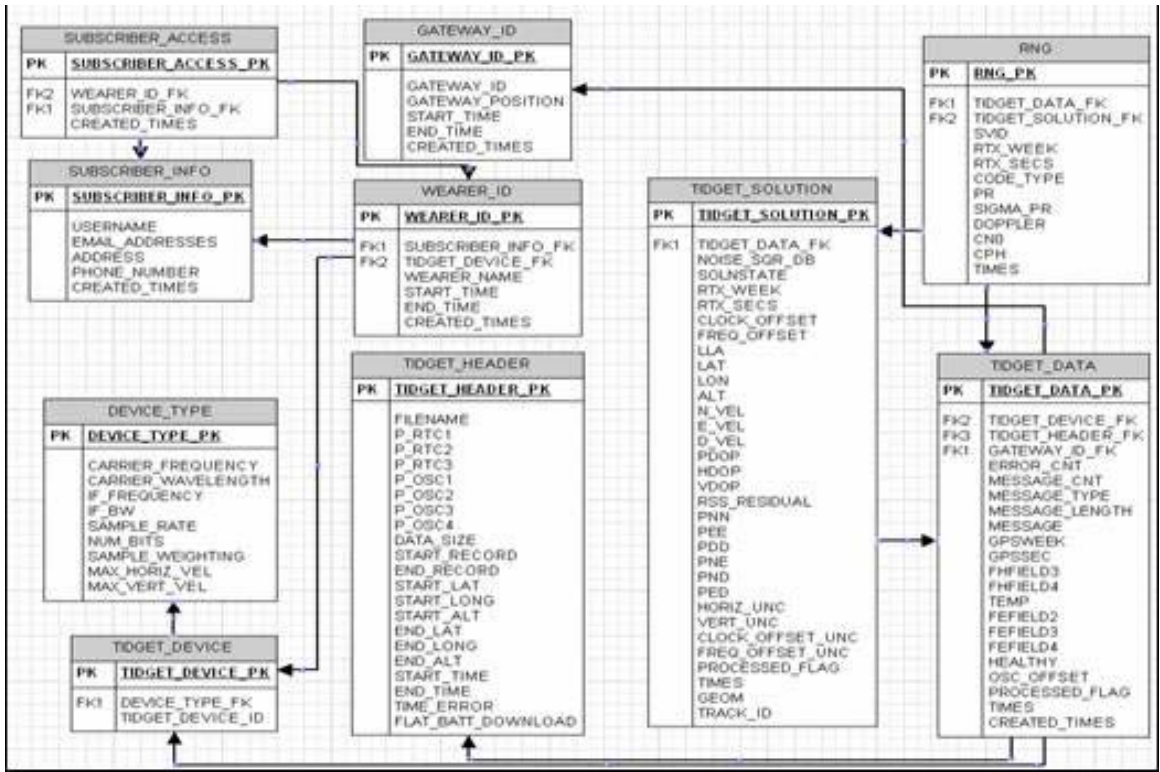 SUBSCRIBER_ACCESS
PK SUBSCRIBER_ACCESS_PK
FK2 WEARER_ID_FK
FK1 SUBSCRIBER_INFO_FK
CREATED_TIMES
SUBSCRIBER_INFO
PK SUBSCRIBER_INFO_PK
USERNAME
EMAIL_ADDRESSES
ADDRESS
PHONE_NUMBER
CREATED_TIMES
GATEWAY_ID
PK GATEWAY_ID_PK
GATEWAY_ID
GATEWAY_POSITION
START_TIME
END_TIME
CREATED_TIMES
WEARER_ID
PK WEARER_ID_PK
FK1 SUBSCRIBER_INFO_FK
FK2 TIDGET_DEVICE_FK
WEARER_NAME
START_TIME
END_TIME
CREATED_TIMES
DEVICE_TYPE
PK DEVICE_TYPE_PK
CARRIER_FREQUENCY
CARRIER_WAVELENGTH
IF_FREQUENCY
IF_BW
SAMPLE_RATE
NUM_BITS
SAMPLE_WEIGHTING
MAX_HORIZ_VEL
MAX_VERT_VEL
TIDGET_DEVICE
PK TIDGET_DEVICE_PK
FK1 DEVICE_TYPE_FK
TIDGET_DEVICE_ID
TIDGET_HEADER
PK TIDGET_HEADER_PK
FILENAME
P_RTC1
P_RTC2
P_RTC3
P_OSC1
P_OSC2
P_OSC3
P_OSC4
DATA_SIZE
START_RECORD
END_RECORD
START_LAT
START_LONG
START_ALT
END_LAT
END_LONG
END_ALT
START_TIME
END_TIME
TIME_ERROR
FLAT_BATT_DOWNLOAD
TIDGET_SOLUTION
PK TIDGET_SOLUTION_PK
FK1 TIDGET_DATA_FK
NOISE_SQR_DB
SOLNSTATE
RTX_WEEK
RTX_SECS
CLOCK_OFFSET
FREQ_OFFSET
LLA
LAT
LON
ALT
N_VEL
E_VEL
D_VEL
PDOP
HDOP
VDOP
RSS_RESIDUAL
PNN
PEE
PDD
PNE
PND
PED
HORIZ_UNC
VERT_UNC
CLOCK_OFFSET_UNC
FREQ_OFFSET_UNC
PROCESSED_FLAG
TIMES
GEOM
TRACK_ID
RNG
PK RNG_PK
FK1 TIDGET_DATA_FK
FK2 TIDGET_SOLUTION_FK
SVID
RTX_WEEK
RTX_SECS
CODE_TYPE
PR
SIGMA_PR
DOPPLER
CN0
CPH
TIMES
TIDGET_DATA
PK TIDGET_DATA_PK
FK2 TIDGET_DEVICE_FK
FK3 TIDGET_HEADER_FK
FK1 GATEWAY_ID_FK
ERROR_CNT
MESSAGE_CNT
MESSAGE_TYPE
MESSAGE_LENGTH
MESSAGE
GPSWEEK
GPSSEC
FHFIELD3
FHFIELD4
TEMP
FEFIELD2
FEFIELD3
FEFIELD4
HEALTHY
OSC_OFFSET
PROCESSED_FLAG
TIMES
CREATED_TIMES